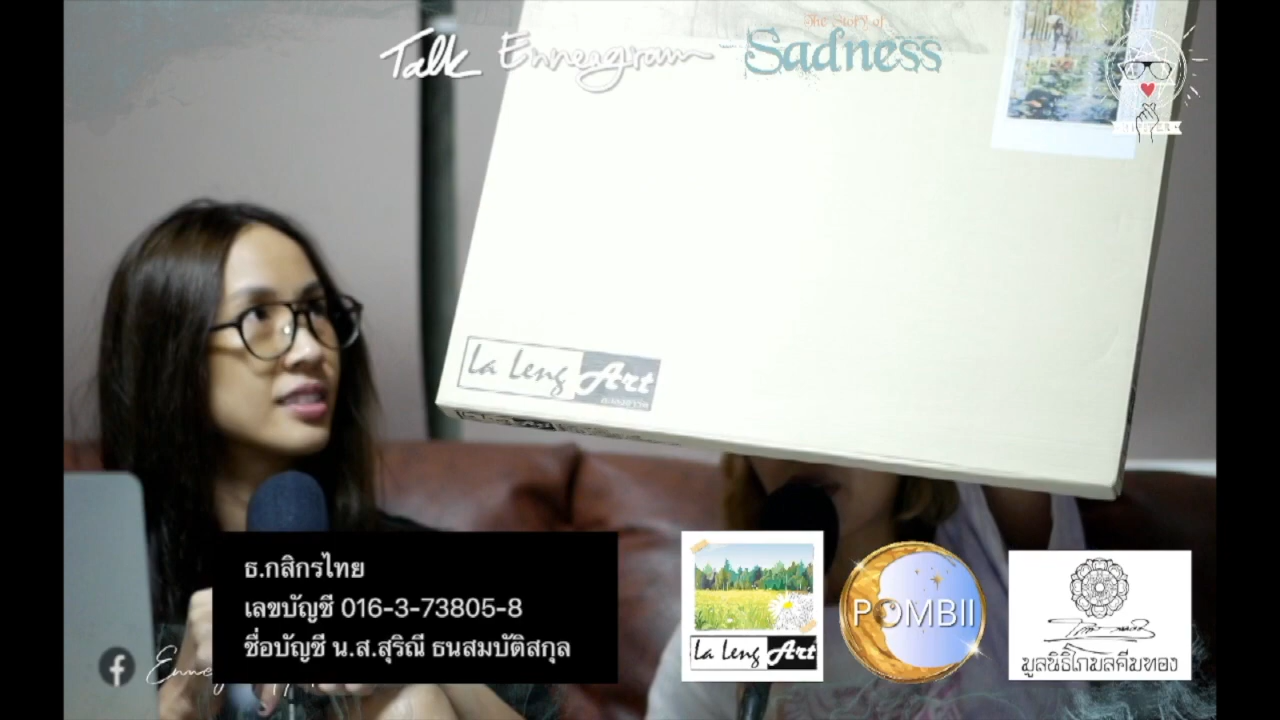 Talk Enneagram
The Story of
Sadness
La Leng Art
ธ.กสิกรไทย
เลขบัญชี 016-3-73805-8
ชื่อบัญชี น.ส.สุริณี ธนสมบัติสกุล
La Leng Art
POMBII
มูลนิธิโกมลคีมทอง